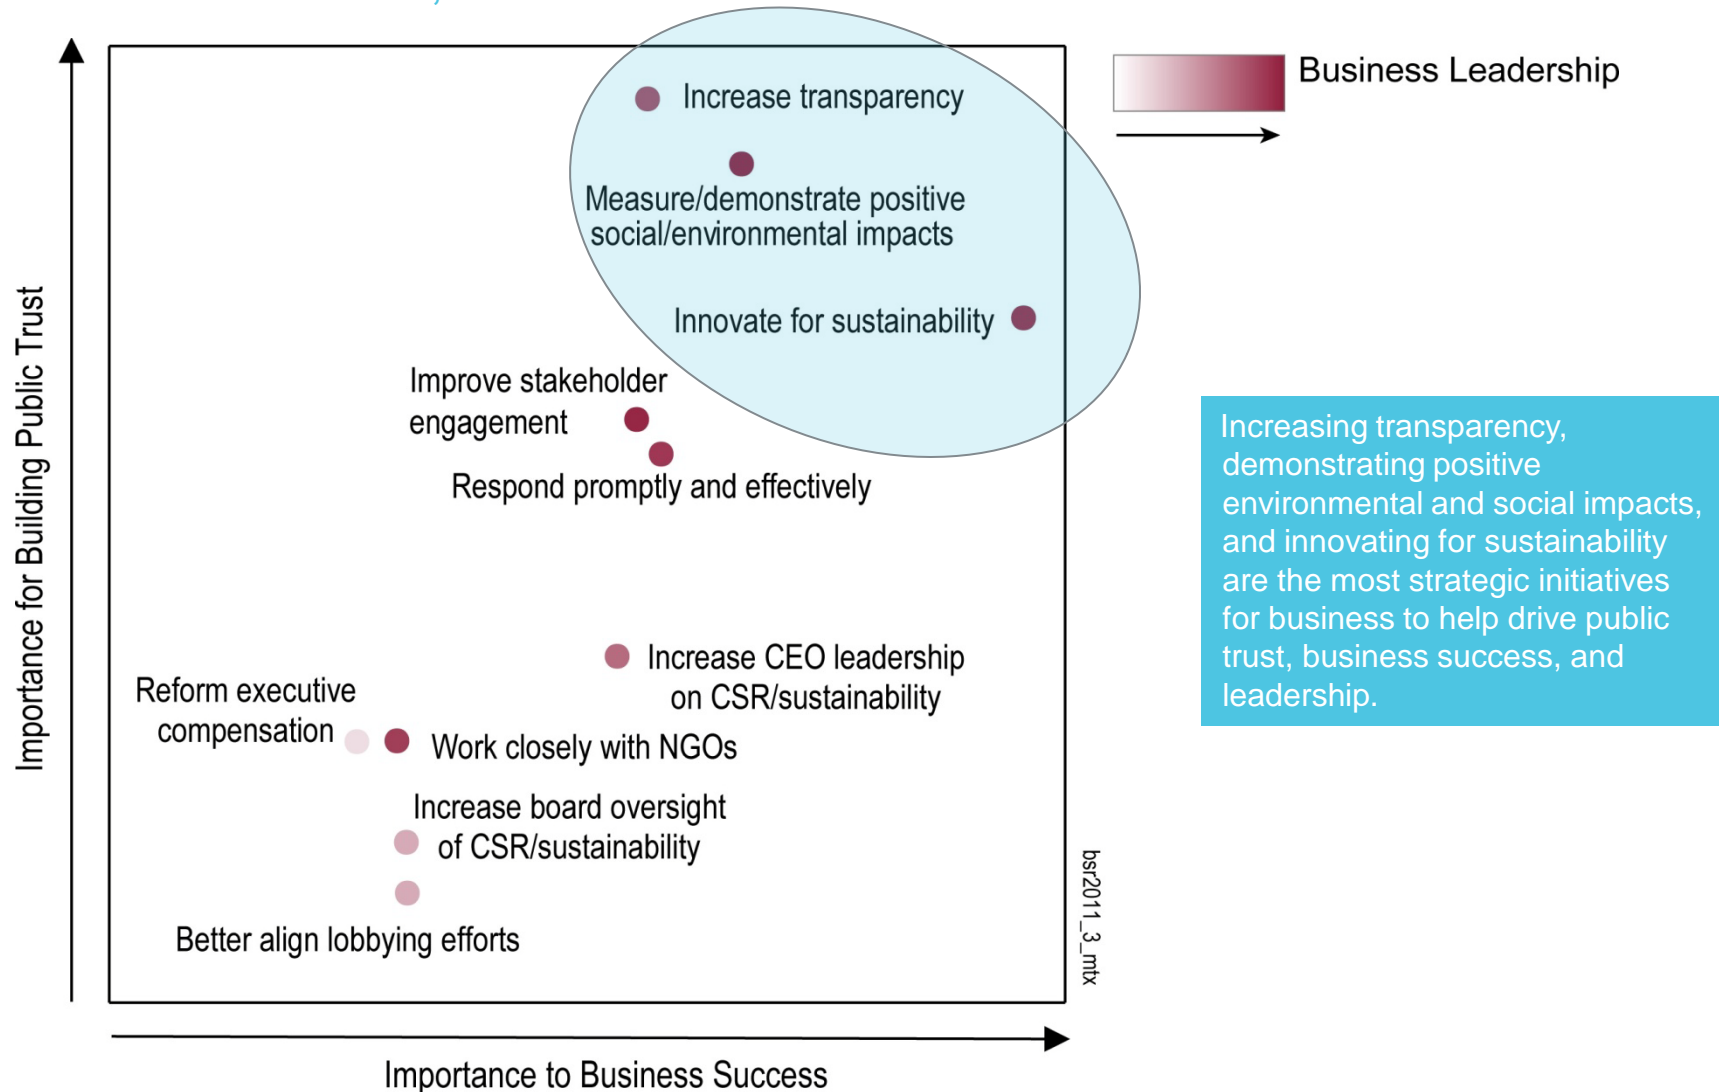 Increase transparency
Measure/demonstrate positive
social/environmental impacts
Innovate for sustainability
Improve stakeholder
engagement
Respond promptly and effectively
Increase CEO leadership
on CSR/sustainability
Reform executive
compensation
Work closely with NGOs
Increase board oversight
of CSR/sustainability
Better align lobbying efforts
Importance for Building Public Trust
Importance to Business Success
bsr2011_3_mtx
Business Leadership
Increasing transparency,
demonstrating positive
environmental and social impacts,
and innovating for sustainability
are the most strategic initiatives
for business to help drive public
trust, business success, and
leadership.